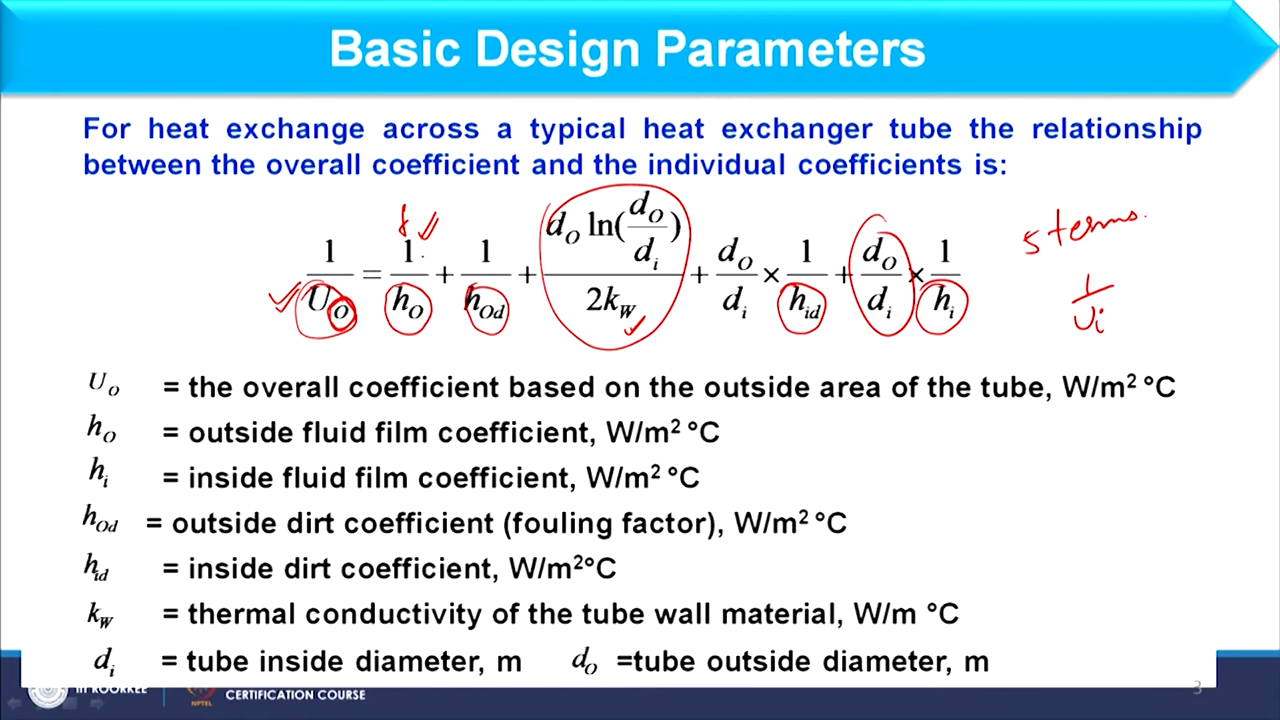 Basic Design Parameters
For heat exchange across a typical heat exchanger tube the relationship
between the overall coefficient and the individual coefficients is:
1/U_O = 1/h_O + 1/h_Od + d_O ln(d_O/d_i)/2k_W + d_O/d_i × 1/h_id + d_O/d_i × 1/h_i
5 terms.
1/Ui
U_O = the overall coefficient based on the outside area of the tube, W/m² °C
h_O = outside fluid film coefficient, W/m² °C
h_i = inside fluid film coefficient, W/m² °C
h_Od = outside dirt coefficient (fouling factor), W/m² °C
h_id = inside dirt coefficient, W/m²°C
k_W = thermal conductivity of the tube wall material, W/m °C
d_i = tube inside diameter, m d_O =tube outside diameter, m
IIT ROORKEE NPTEL CERTIFICATION COURSE
3